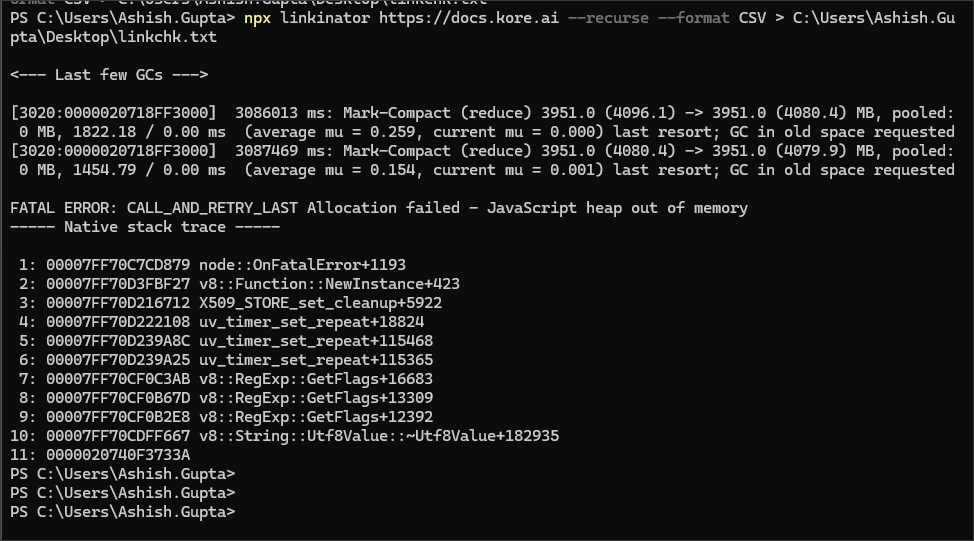 ormat CSV > C:\Users\Ashish.Gupta\Desktop\linkchk.txt
PS C:\Users\Ashish.Gupta> npx linkinator https://docs.kore.ai --recurse --format CSV > C:\Users\Ashish.Gu
pta\Desktop\linkchk.txt
<--- Last few GCs --->
[3020:0000020718FF3000]  3086013 ms: Mark-Compact (reduce) 3951.0 (4096.1) -> 3951.0 (4080.4) MB, pooled:
 0 MB, 1822.18 / 0.00 ms  (average mu = 0.259, current mu = 0.000) last resort; GC in old space requested
[3020:0000020718FF3000]  3087469 ms: Mark-Compact (reduce) 3951.0 (4080.4) -> 3951.0 (4079.9) MB, pooled:
 0 MB, 1454.79 / 0.00 ms  (average mu = 0.154, current mu = 0.001) last resort; GC in old space requested
FATAL ERROR: CALL_AND_RETRY_LAST Allocation failed - JavaScript heap out of memory
----- Native stack trace -----
 1: 00007FF70C7CD879 node::OnFatalError+1193
 2: 00007FF70D3FBF27 v8::Function::NewInstance+423
 3: 00007FF70D216712 X509_STORE_set_cleanup+5922
 4: 00007FF70D222108 uv_timer_set_repeat+18824
 5: 00007FF70D239A8C uv_timer_set_repeat+115468
 6: 00007FF70D239A25 uv_timer_set_repeat+115365
 7: 00007FF70CF0C3AB v8::RegExp::GetFlags+16683
 8: 00007FF70CF0B67D v8::RegExp::GetFlags+13309
 9: 00007FF70CF0B2E8 v8::RegExp::GetFlags+12392
10: 00007FF70CDFF667 v8::String::Utf8Value::~Utf8Value+182935
11: 0000020740F3733A
PS C:\Users\Ashish.Gupta>
PS C:\Users\Ashish.Gupta>
PS C:\Users\Ashish.Gupta>